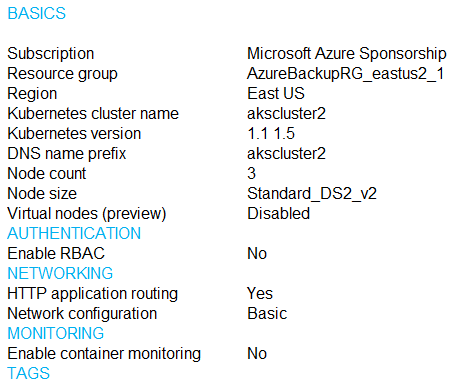 BASICS
Subscription Microsoft Azure Sponsorship
Resource group AzureBackupRG_eastus2_1
Region East US
Kubernetes cluster name akscluster2
Kubernetes version 1.1 1.5
DNS name prefix akscluster2
Node count 3
Node size Standard_DS2_v2
Virtual nodes (preview) Disabled
AUTHENTICATION
Enable RBAC No
NETWORKING
HTTP application routing Yes
Network configuration Basic
MONITORING
Enable container monitoring No
TAGS